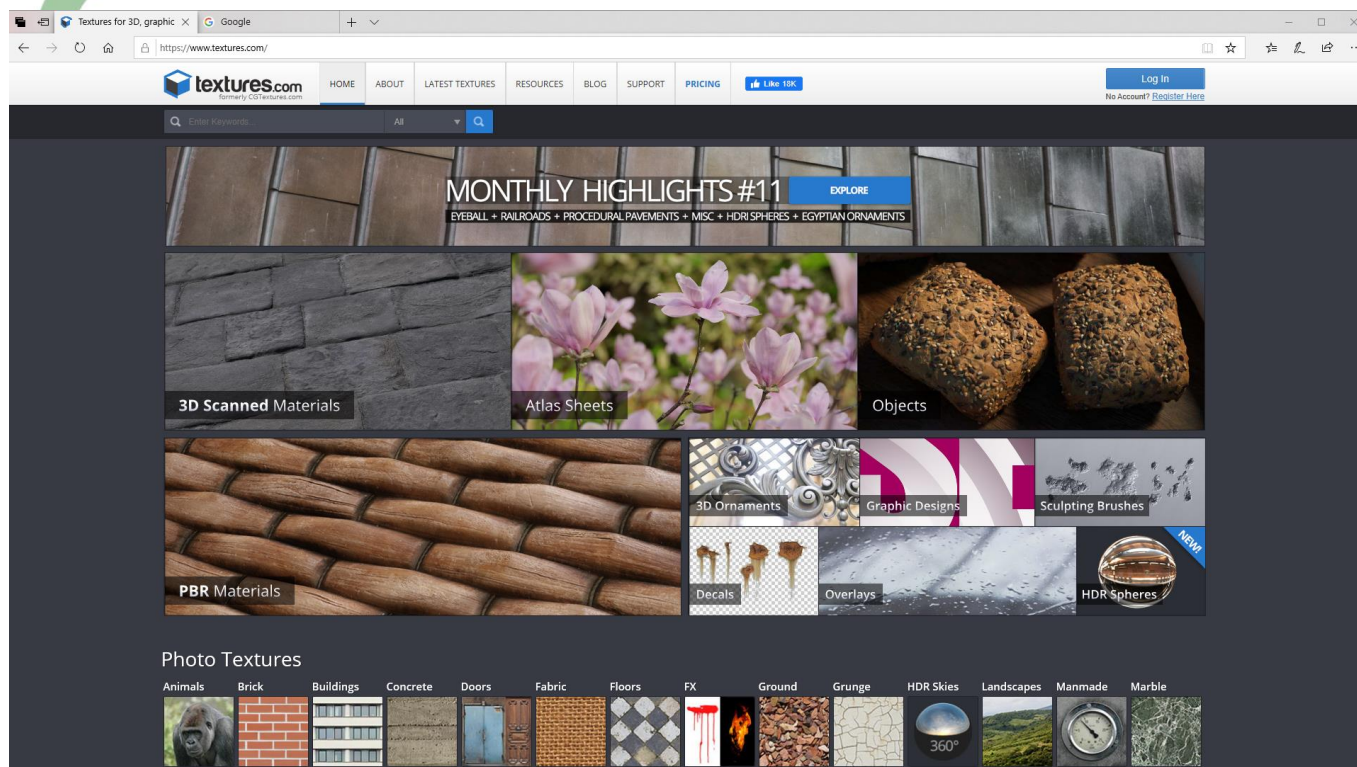 Textures for 3D, graphic
Google
https://www.textures.com/
textures.com
formerly CGTextures.com
HOME
ABOUT
LATEST TEXTURES
RESOURCES
BLOG
SUPPORT
PRICING
Like 18K
Log In
No Account? Register Here
Enter Keywords...
All
MONTHLY HIGHLIGHTS #11
EXPLORE
EYEBALL + RAILROADS + PROCEDURAL PAVEMENTS + MISC + HDRI SPHERES + EGYPTIAN ORNAMENTS
3D Scanned Materials
Atlas Sheets
Objects
PBR Materials
3D Ornaments
Graphic Designs
Sculpting Brushes
Decals
Overlays
NEW!
HDR Spheres
Photo Textures
Animals
Brick
Buildings
Concrete
Doors
Fabric
Floors
FX
Ground
Grunge
HDR Skies
Landscapes
Manmade
Marble
360°